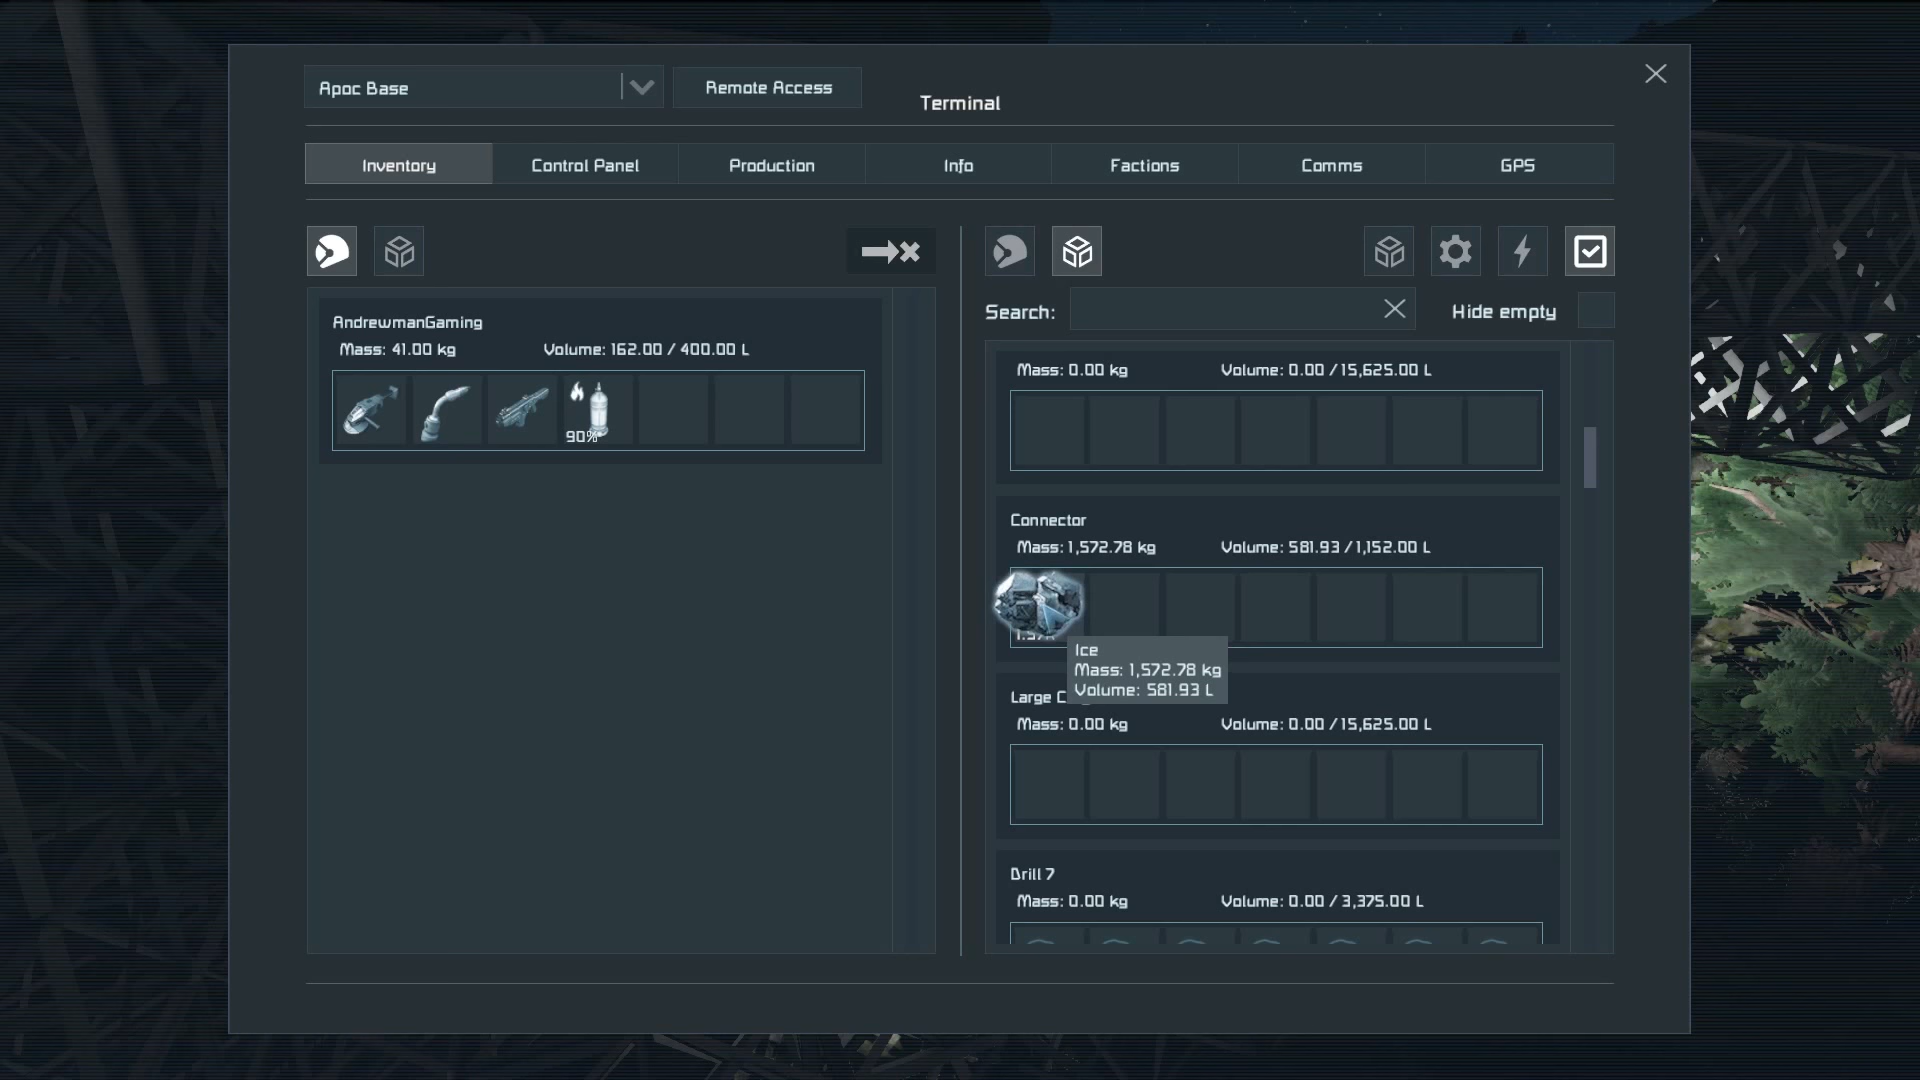 Apoc Base
Remote Access
Terminal
Inventory
Control Panel
Production
Info
Factions
Comms
GPS
Search:
Hide empty
AndrewmanGaming
Mass: 41.00 kg
Volume: 162.00 / 400.00 L
90%
Mass: 0.00 kg
Volume: 0.00 / 15,625.00 L
Connector
Mass: 1,572.78 kg
Volume: 581.93 / 1,152.00 L
Ice
Mass: 1,572.78 kg
Volume: 581.93 L
Large
Mass: 0.00 kg
Volume: 0.00 / 15,625.00 L
Drill 7
Mass: 0.00 kg
Volume: 0.00 / 3,375.00 L